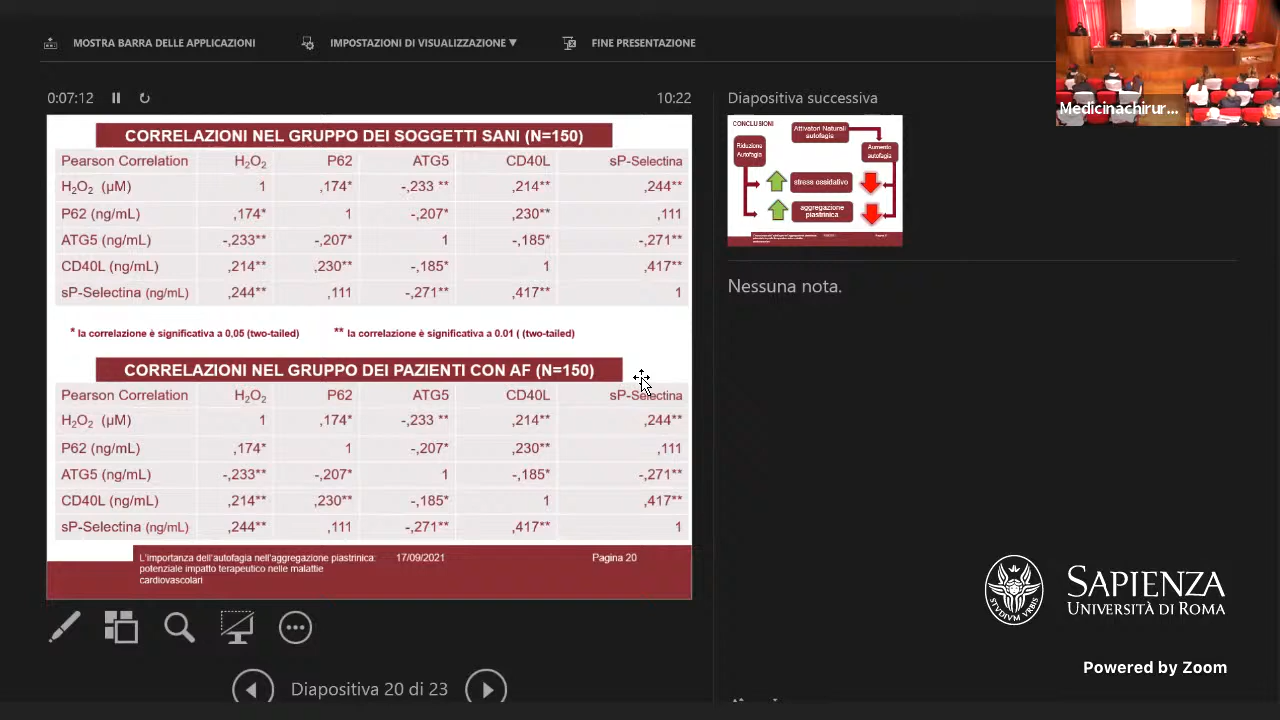 MOSTRA BARRA DELLE APPLICAZIONI IMPOSTAZIONI DI VISUALIZZAZIONE ▼ FINE PRESENTAZIONE
Medicinachirur...
0:07:12 10:22
CORRELAZIONI NEL GRUPPO DEI SOGGETTI SANI (N=150)
Pearson Correlation H₂O₂ P62 ATG5 CD40L sP-Selectina
H₂O₂ (µM) 1 ,174* -,233 ** ,214** ,244**
P62 (ng/mL) ,174* 1 -,207* ,230** ,111
ATG5 (ng/mL) -,233** -,207* 1 -,185* -,271**
CD40L (ng/mL) ,214** ,230** -,185* 1 ,417**
sP-Selectina (ng/mL) ,244** ,111 -,271** ,417** 1
* la correlazione è significativa a 0,05 (two-tailed) ** la correlazione è significativa a 0.01 ( (two-tailed)
CORRELAZIONI NEL GRUPPO DEI PAZIENTI CON AF (N=150)
Pearson Correlation H₂O₂ P62 ATG5 CD40L sP-Selectina
H₂O₂ (µM) 1 ,174* -,233 ** ,214** ,244**
P62 (ng/mL) ,174* 1 -,207* ,230** ,111
ATG5 (ng/mL) -,233** -,207* 1 -,185* -,271**
CD40L (ng/mL) ,214** ,230** -,185* 1 ,417**
sP-Selectina (ng/mL) ,244** ,111 -,271** ,417** 1
L'importanza dell'autofagia nell'aggregazione piastrinica: 17/09/2021 Pagina 20
potenziale impatto terapeutico nelle malattie
cardiovascolari
Diapositiva 20 di 23
Diapositiva successiva
CONCLUSIONI
Attivatori Naturali
autofagia
Riduzione
Autofagia
Aumento
autofagia
stress ossidativo
aggregazione
piastrinica
Nessuna nota.
STVDIVM VRBIS
SAPIENZA
UNIVERSITÀ DI ROMA
Powered by Zoom